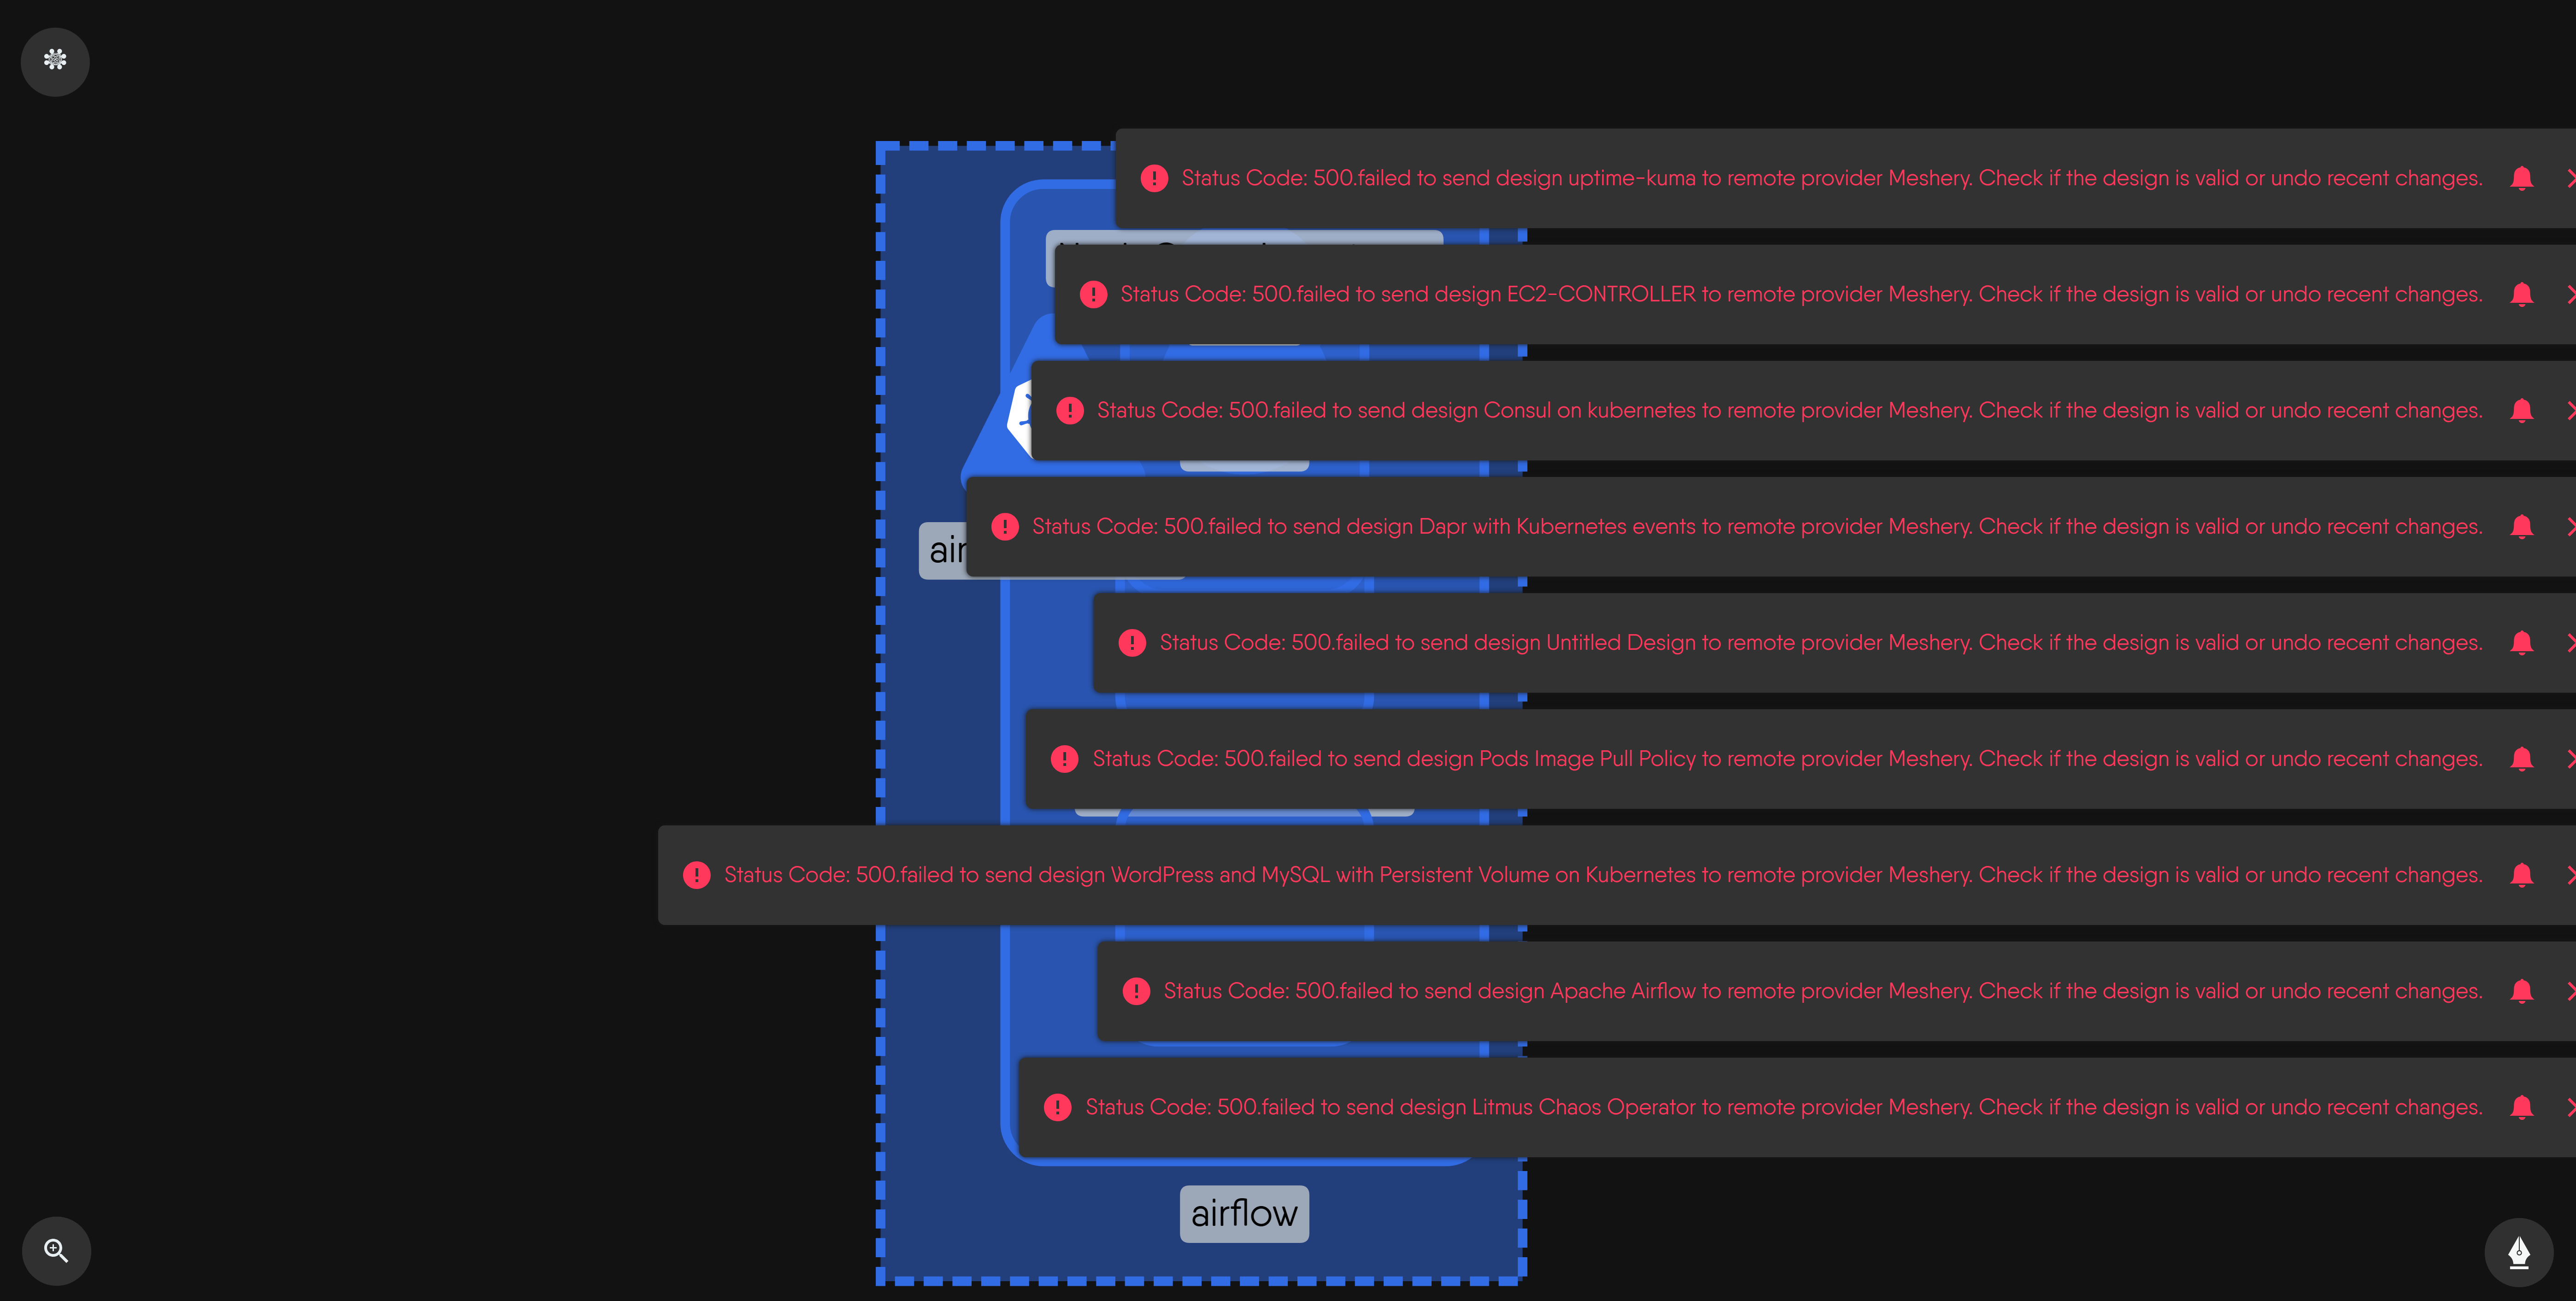 Status Code: 500.failed to send design uptime-kuma to remote provider Meshery. Check if the design is valid or undo recent changes.
Status Code: 500.failed to send design EC2-CONTROLLER to remote provider Meshery. Check if the design is valid or undo recent changes.
Status Code: 500.failed to send design Consul on kubernetes to remote provider Meshery. Check if the design is valid or undo recent changes.
Status Code: 500.failed to send design Dapr with Kubernetes events to remote provider Meshery. Check if the design is valid or undo recent changes.
Status Code: 500.failed to send design Untitled Design to remote provider Meshery. Check if the design is valid or undo recent changes.
Status Code: 500.failed to send design Pods Image Pull Policy to remote provider Meshery. Check if the design is valid or undo recent changes.
Status Code: 500.failed to send design WordPress and MySQL with Persistent Volume on Kubernetes to remote provider Meshery. Check if the design is valid or undo recent changes.
Status Code: 500.failed to send design Apache Airflow to remote provider Meshery. Check if the design is valid or undo recent changes.
Status Code: 500.failed to send design Litmus Chaos Operator to remote provider Meshery. Check if the design is valid or undo recent changes.
airflow